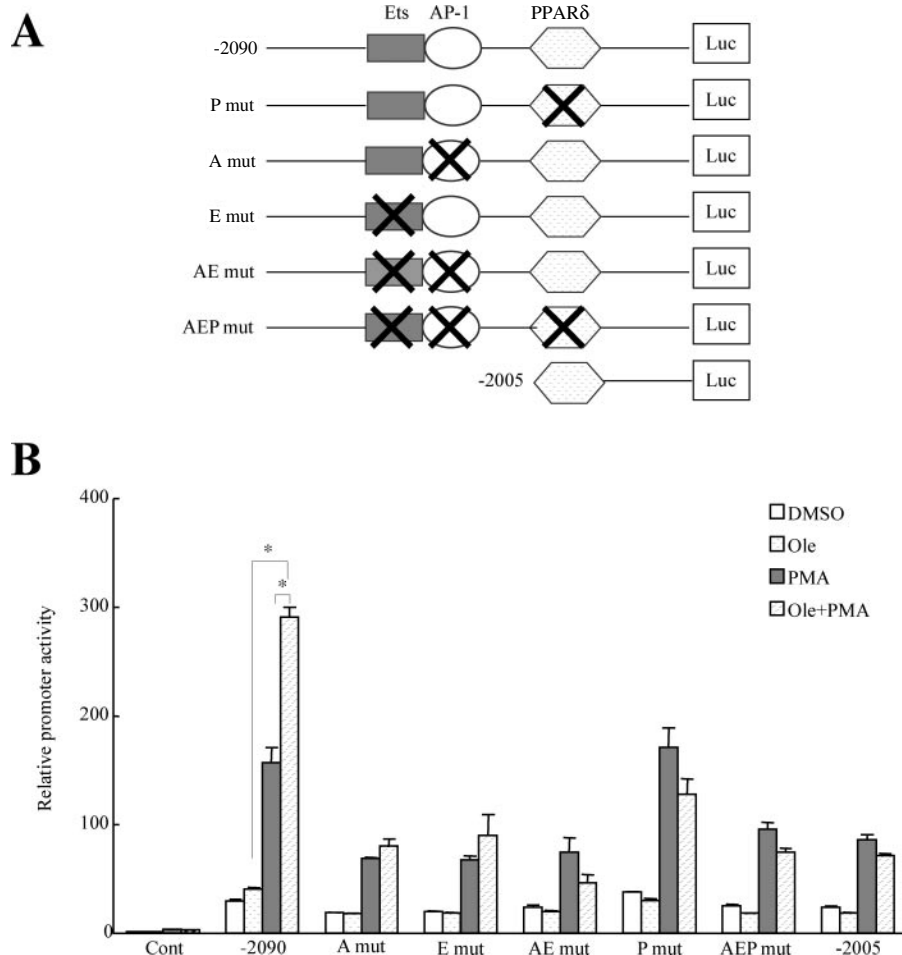 A
Ets AP-1 PPARδ
-2090 Luc
P mut Luc
A mut Luc
E mut Luc
AE mut Luc
AEP mut Luc
-2005 Luc
B
Relative promoter activity
400
300
200
100
0
* 
*
DMSO
Ole
PMA
Ole+PMA
Cont -2090 A mut E mut AE mut P mut AEP mut -2005